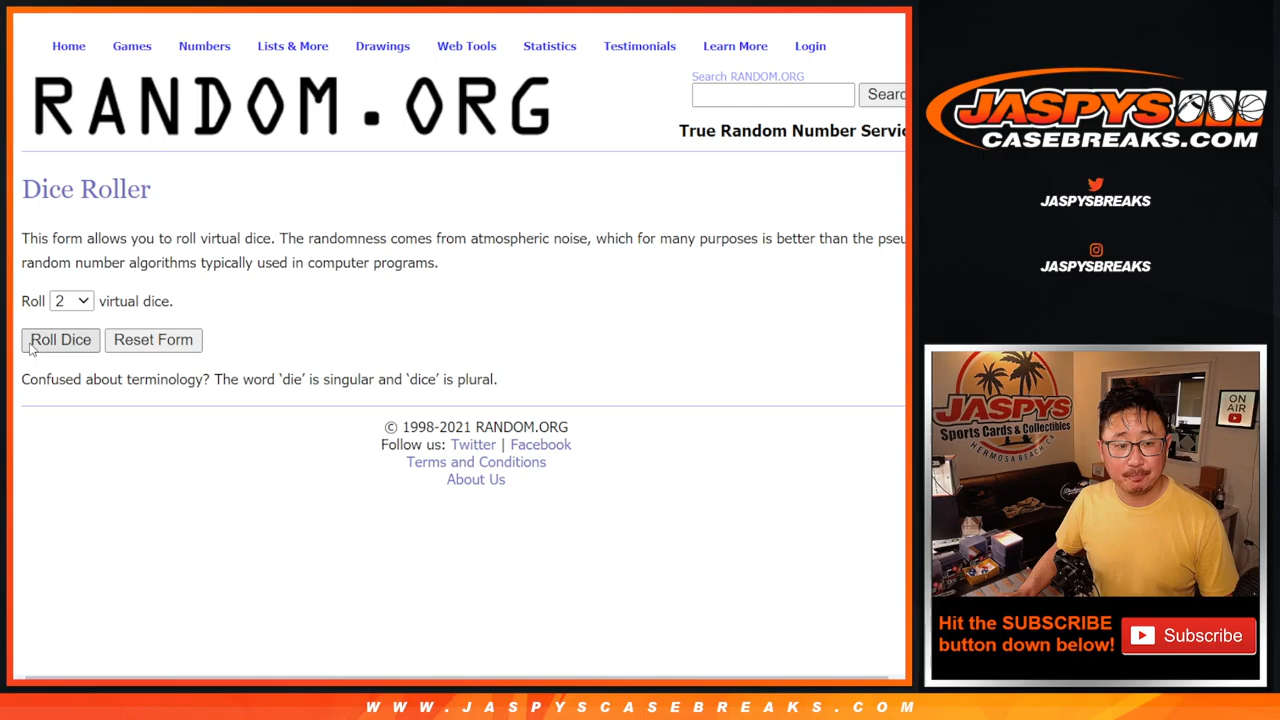 Home Games Numbers Lists & More Drawings Web Tools Statistics Testimonials Learn More Login
RANDOM.ORG
Search RANDOM.ORG
Searc
True Random Number Servic
Dice Roller
This form allows you to roll virtual dice. The randomness comes from atmospheric noise, which for many purposes is better than the pseu
random number algorithms typically used in computer programs.
Roll 2 virtual dice.
Roll Dice Reset Form
Confused about terminology? The word ‘die’ is singular and ‘dice’ is plural.
© 1998-2021 RANDOM.ORG
Follow us: Twitter | Facebook
Terms and Conditions
About Us
JASPYS
CASEBREAKS.COM
JASPYSBREAKS
JASPYSBREAKS
JASPYS
Sports Cards & Collectibles
HERMOSA BEACH, CA
ON
AIR
Hit the SUBSCRIBE
button down below!
Subscribe
WWW.JASPYSCASEBREAKS.COM